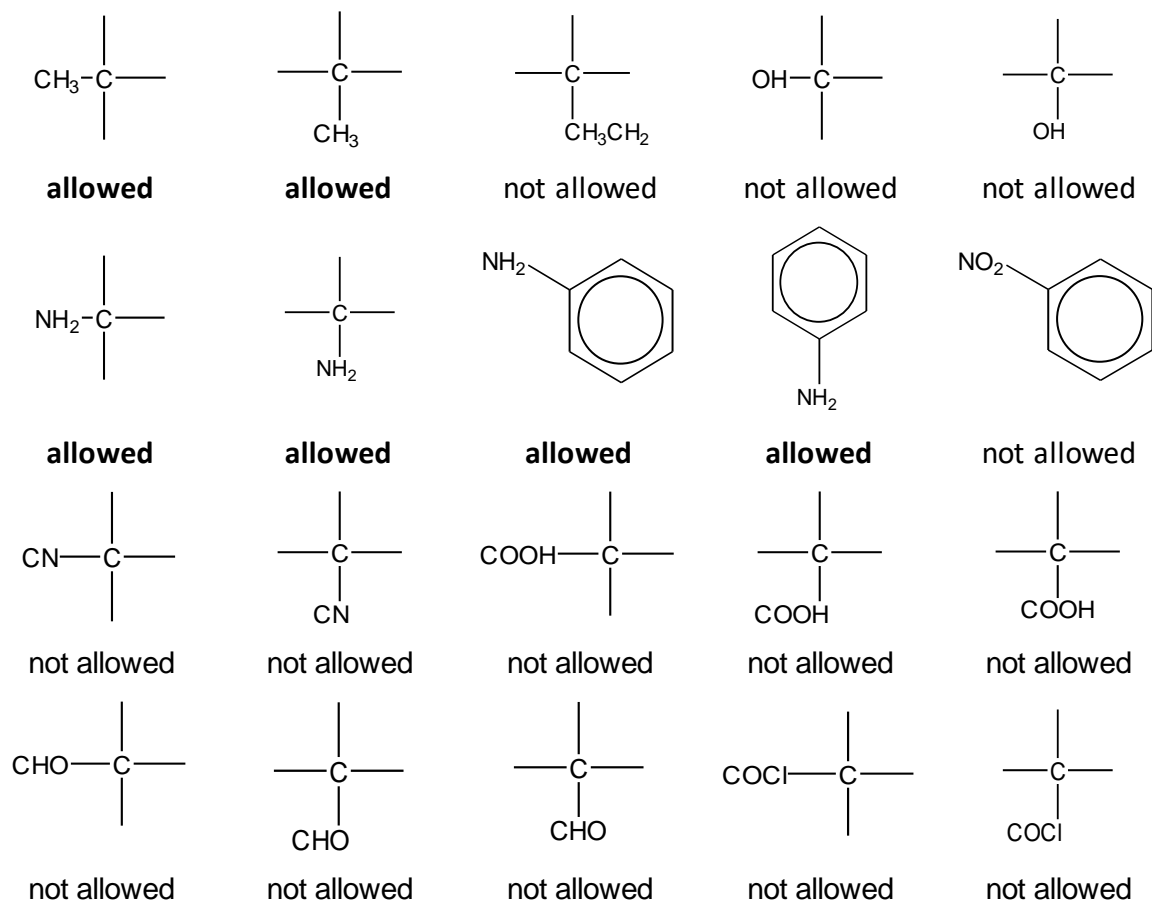 CH₃ C
C
CH₃
C
CH₃CH₂
OH C
C
OH
allowed allowed not allowed not allowed not allowed
NH₂ C
C
NH₂
NH₂
NH₂
NO₂
allowed allowed allowed allowed not allowed
CN C
C
CN
COOH C
C
COOH
C
COOH
not allowed not allowed not allowed not allowed not allowed
CHO C
C
CHO
C
CHO
COCl C
C
COCl
not allowed not allowed not allowed not allowed not allowed